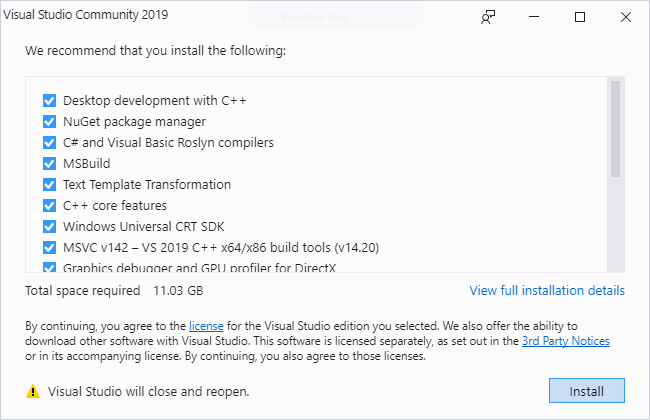 Visual Studio Community 2019
Window Snip
We recommend that you install the following:
Desktop development with C++
NuGet package manager
C# and Visual Basic Roslyn compilers
MSBuild
Text Template Transformation
C++ core features
Windows Universal CRT SDK
MSVC v142 – VS 2019 C++ x64/x86 build tools (v14.20)
Graphics debugger and GPU profiler for DirectX
Total space required 11.03 GB View full installation details
By continuing, you agree to the license for the Visual Studio edition you selected. We also offer the ability to
download other software with Visual Studio. This software is licensed separately, as set out in the 3rd Party Notices
or in its accompanying license. By continuing, you also agree to those licenses.
Visual Studio will close and reopen.
Install